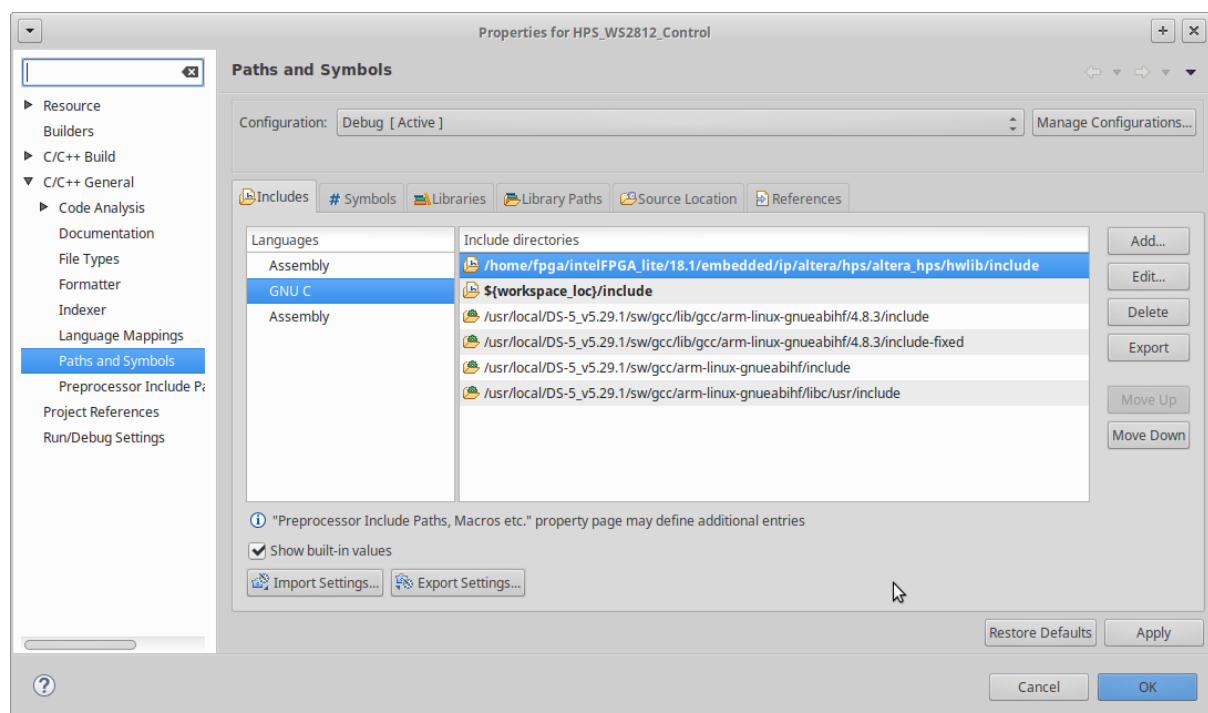 Properties for HPS_WS2812_Control
Paths and Symbols
Resource
Builders
C/C++ Build
C/C++ General
Code Analysis
Documentation
File Types
Formatter
Indexer
Language Mappings
Paths and Symbols
Preprocessor Include Pa
Project References
Run/Debug Settings
Configuration: Debug [ Active ]
Manage Configurations...
Includes # Symbols Libraries Library Paths Source Location References
Languages
Assembly
GNU C
Assembly
Include directories
/home/fpga/intelFPGA_lite/18.1/embedded/ip/altera/hps/altera_hps/hwlib/include
${workspace_loc}/include
/usr/local/DS-5_v5.29.1/sw/gcc/lib/gcc/arm-linux-gnueabihf/4.8.3/include
/usr/local/DS-5_v5.29.1/sw/gcc/lib/gcc/arm-linux-gnueabihf/4.8.3/include-fixed
/usr/local/DS-5_v5.29.1/sw/gcc/arm-linux-gnueabihf/include
/usr/local/DS-5_v5.29.1/sw/gcc/arm-linux-gnueabihf/libc/usr/include
Add...
Edit...
Delete
Export
Move Up
Move Down
"Preprocessor Include Paths, Macros etc." property page may define additional entries
Show built-in values
Import Settings... Export Settings...
Restore Defaults Apply
Cancel OK